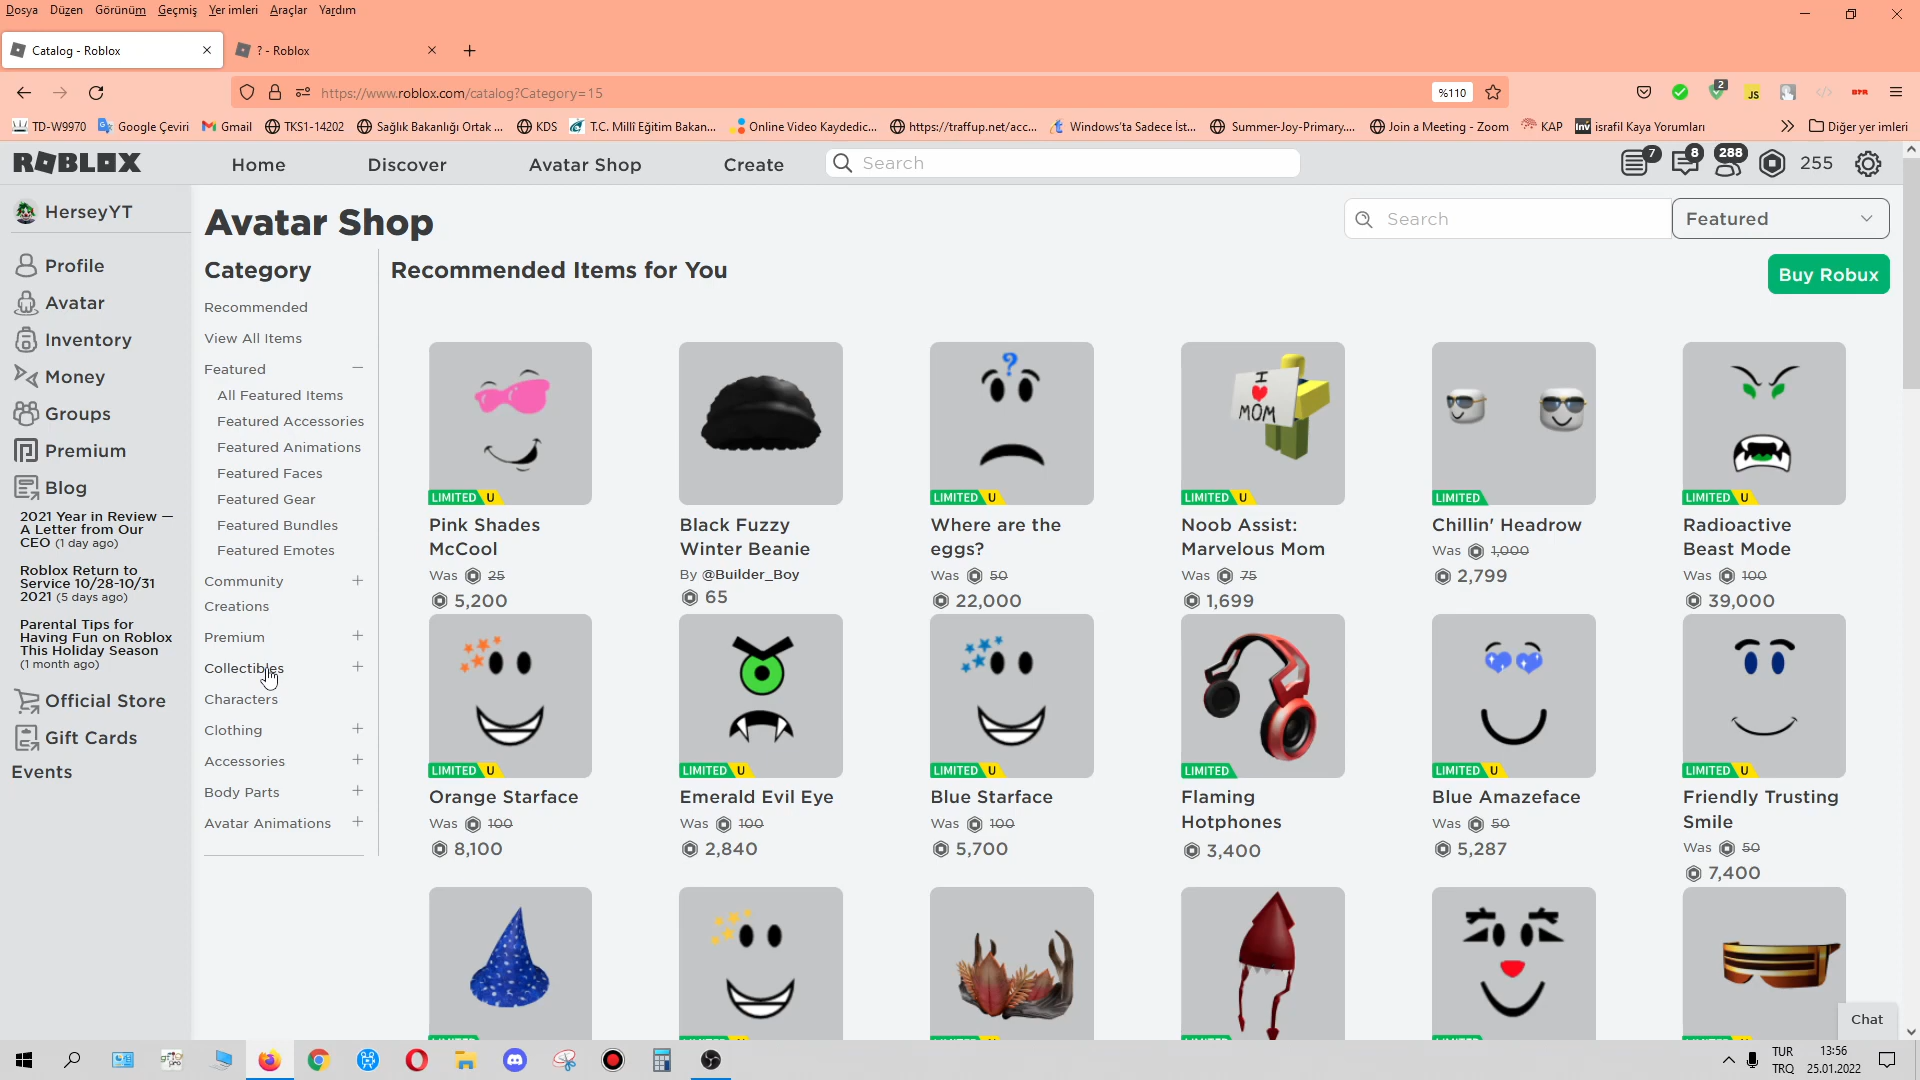 Dosya Düzen Görünüm Geçmiş Yer imleri Araçlar Yardım
Catalog - Roblox
? - Roblox
https://www.roblox.com/catalog?Category=15
%110
2
JS
TD-W9970 Google Çeviri Gmail TKS1-14202 Sağlık Bakanlığı Ortak ... KDS T.C. Millî Eğitim Bakan... Online Video Kaydedic... https://traffup.net/acc... Windows'ta Sadece İst... Summer-Joy-Primary.... Join a Meeting - Zoom KAP Inv israfil Kaya Yorumları Diğer yer imleri
ROBLOX
Home Discover Avatar Shop Create
Search
7 8 288 255
HerseyYT
Profile
Avatar
Inventory
Money
Groups
Premium
Blog
2021 Year in Review —
A Letter from Our
CEO (1 day ago)
Roblox Return to
Service 10/28-10/31
2021 (5 days ago)
Parental Tips for
Having Fun on Roblox
This Holiday Season
(1 month ago)
Official Store
Gift Cards
Events
Avatar Shop
Search
Featured
Category
Recommended
View All Items
Featured
All Featured Items
Featured Accessories
Featured Animations
Featured Faces
Featured Gear
Featured Bundles
Featured Emotes
Community
Creations
Premium
Collectibles
Characters
Clothing
Accessories
Body Parts
Avatar Animations
Recommended Items for You
Buy Robux
LIMITED U
Pink Shades
McCool
Was 25
5,200
Black Fuzzy
Winter Beanie
By @Builder_Boy
65
?
LIMITED U
Where are the
eggs?
Was 50
22,000
I
MOM
LIMITED U
Noob Assist:
Marvelous Mom
Was 75
1,699
LIMITED
Chillin' Headrow
Was 1,000
2,799
LIMITED U
Radioactive
Beast Mode
Was 100
39,000
LIMITED U
Orange Starface
Was 100
8,100
LIMITED U
Emerald Evil Eye
Was 100
2,840
LIMITED U
Blue Starface
Was 100
5,700
LIMITED
Flaming
Hotphones
3,400
LIMITED U
Blue Amazeface
Was 50
5,287
LIMITED U
Friendly Trusting
Smile
Was 50
7,400
Chat
TUR
TRQ
13:56
25.01.2022